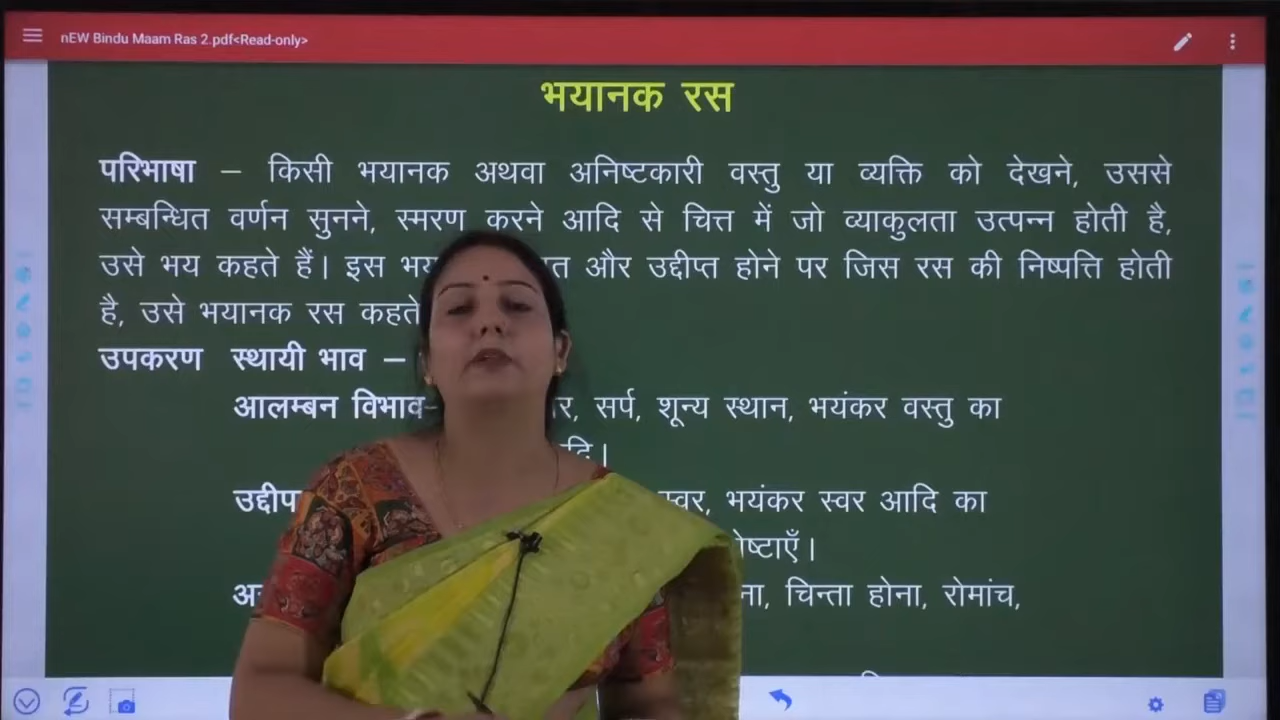 nEW Bindu Maam Ras 2.pdf<Read-only>
भयानक रस
परिभाषा – किसी भयानक अथवा अनिष्टकारी वस्तु या व्यक्ति को देखने, उससे
सम्बन्धित वर्णन सुनने, स्मरण करने आदि से चित्त में जो व्याकुलता उत्पन्न होती है,
उसे भय कहते हैं। इस और उद्दीप्त होने पर जिस रस की निष्पत्ति होती
है, उसे भयानक रस कहते
उपकरण स्थायी भाव –
आलम्बन विभाव– सर्प, शून्य स्थान, भयंकर वस्तु का
स्वर, भयंकर स्वर आदि का
चिन्ता होना, रोमांच,